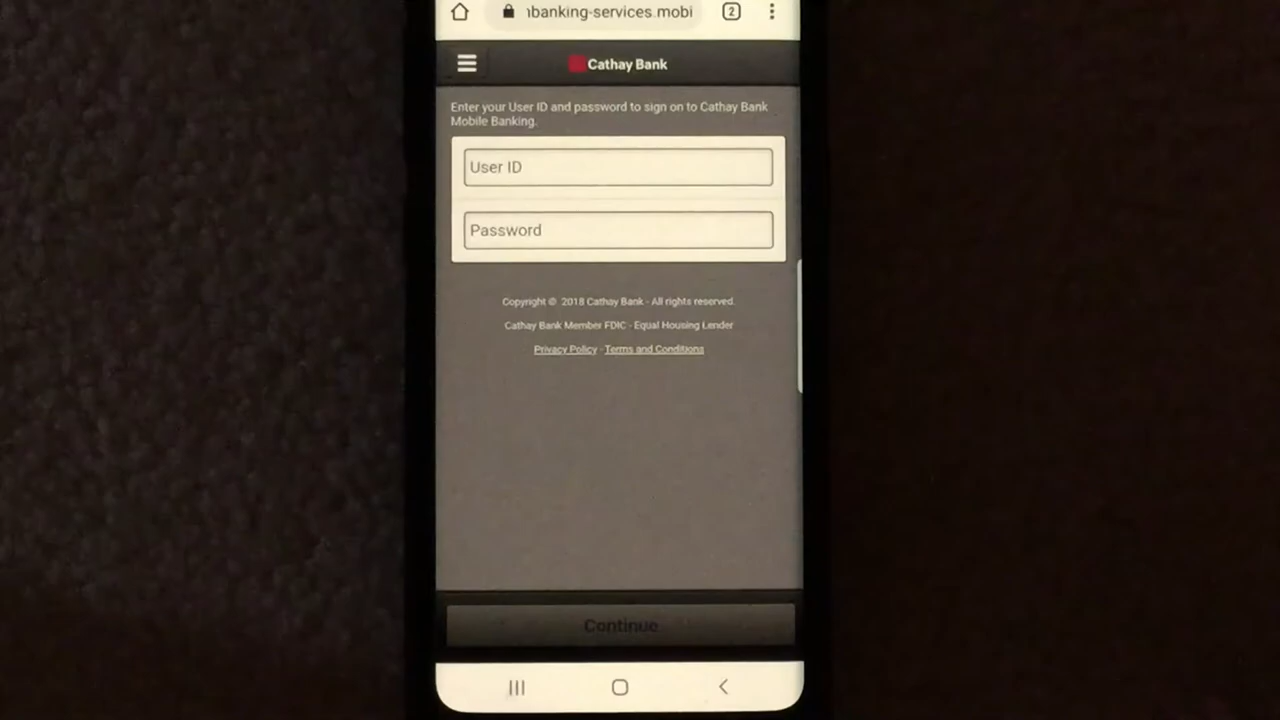 banking-services.mobi
2
Cathay Bank
Enter your User ID and password to sign on to Cathay Bank
Mobile Banking.
User ID
Password
Copyright © 2018 Cathay Bank - All rights reserved.
Cathay Bank Member FDIC - Equal Housing Lender
Privacy Policy - Terms and Conditions
Continue